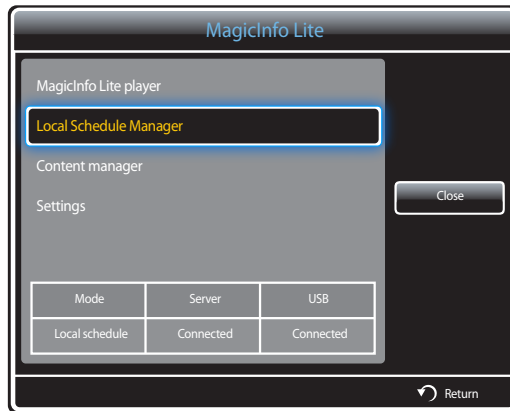 MagicInfo Lite
MagicInfo Lite player
Local Schedule Manager
Content manager
Settings
Close
Mode Server USB
Local schedule Connected Connected
Return